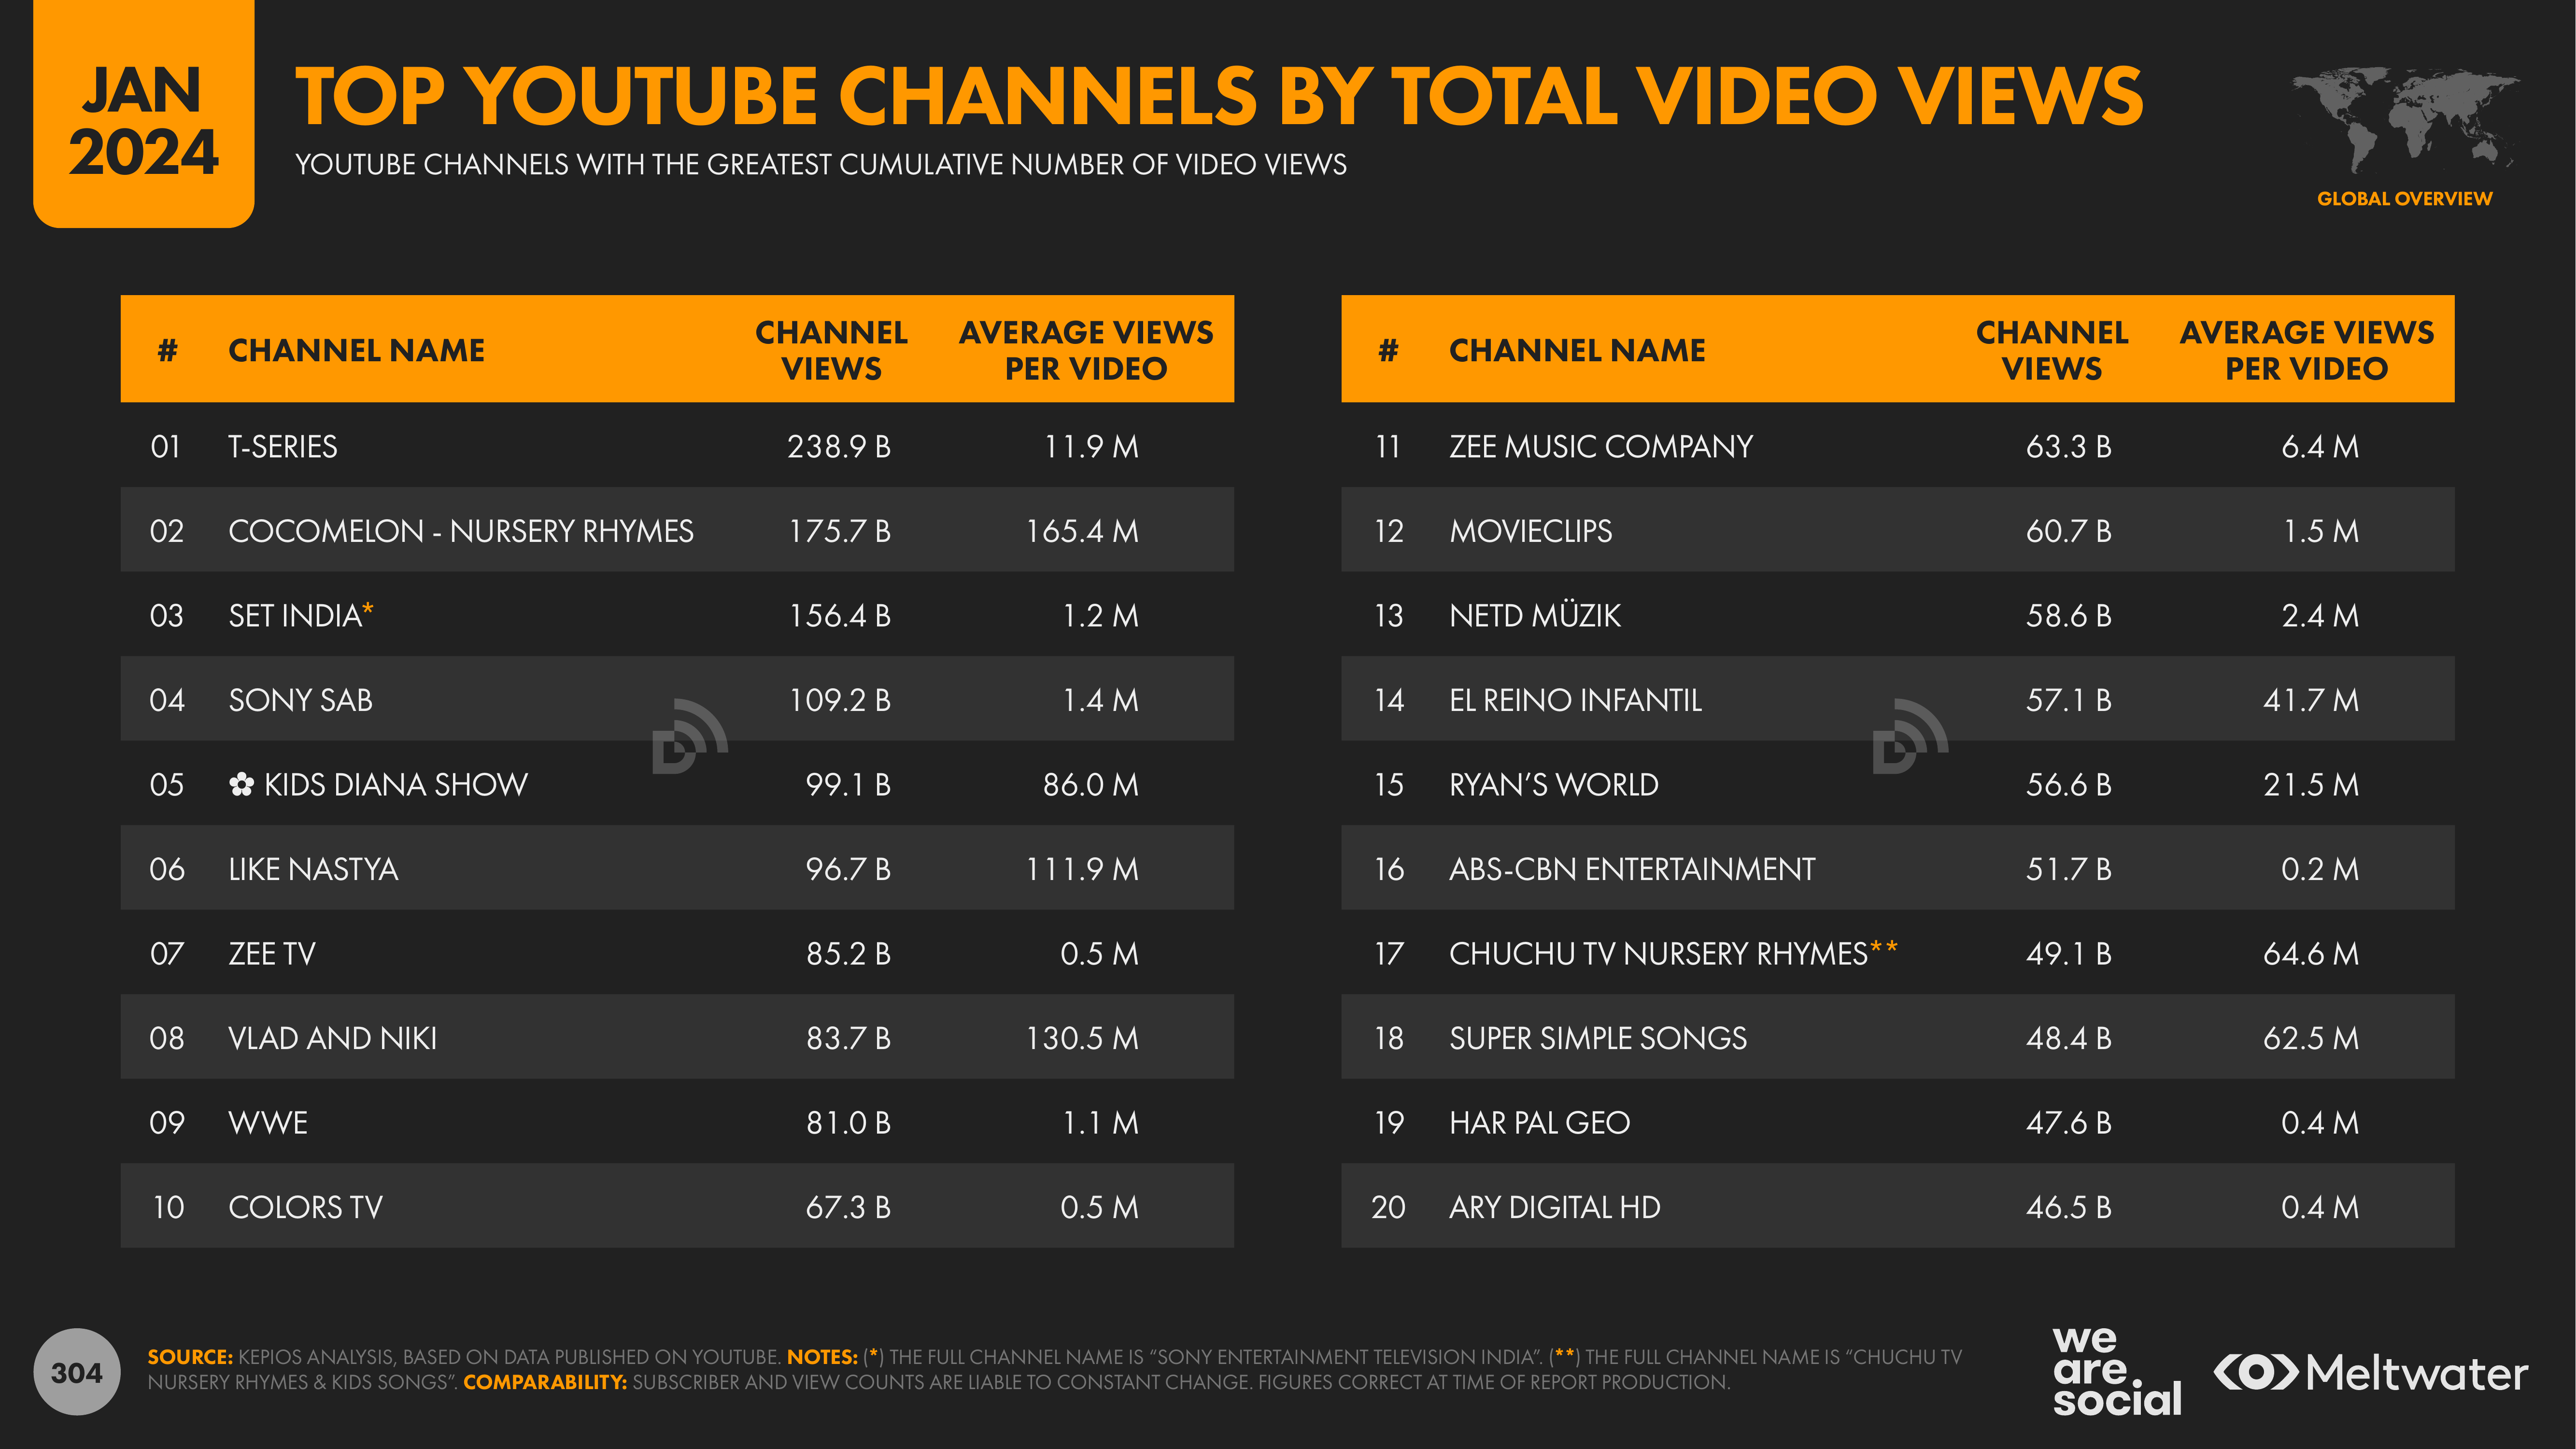 JAN
2024
TOP YOUTUBE CHANNELS BY TOTAL VIDEO VIEWS
YOUTUBE CHANNELS WITH THE GREATEST CUMULATIVE NUMBER OF VIDEO VIEWS
GLOBAL OVERVIEW
# CHANNEL NAME CHANNEL VIEWS AVERAGE VIEWS PER VIDEO
01 T-SERIES 238.9 B 11.9 M
02 COCOMELON - NURSERY RHYMES 175.7 B 165.4 M
03 SET INDIA* 156.4 B 1.2 M
04 SONY SAB 109.2 B 1.4 M
05 ✿ KIDS DIANA SHOW 99.1 B 86.0 M
06 LIKE NASTYA 96.7 B 111.9 M
07 ZEE TV 85.2 B 0.5 M
08 VLAD AND NIKI 83.7 B 130.5 M
09 WWE 81.0 B 1.1 M
10 COLORS TV 67.3 B 0.5 M
# CHANNEL NAME CHANNEL VIEWS AVERAGE VIEWS PER VIDEO
11 ZEE MUSIC COMPANY 63.3 B 6.4 M
12 MOVIECLIPS 60.7 B 1.5 M
13 NETD MÜZIK 58.6 B 2.4 M
14 EL REINO INFANTIL 57.1 B 41.7 M
15 RYAN’S WORLD 56.6 B 21.5 M
16 ABS-CBN ENTERTAINMENT 51.7 B 0.2 M
17 CHUCHU TV NURSERY RHYMES** 49.1 B 64.6 M
18 SUPER SIMPLE SONGS 48.4 B 62.5 M
19 HAR PAL GEO 47.6 B 0.4 M
20 ARY DIGITAL HD 46.5 B 0.4 M
304
SOURCE: KEPIOS ANALYSIS, BASED ON DATA PUBLISHED ON YOUTUBE. NOTES: (*) THE FULL CHANNEL NAME IS “SONY ENTERTAINMENT TELEVISION INDIA”. (**) THE FULL CHANNEL NAME IS “CHUCHU TV
NURSERY RHYMES & KIDS SONGS”. COMPARABILITY: SUBSCRIBER AND VIEW COUNTS ARE LIABLE TO CONSTANT CHANGE. FIGURES CORRECT AT TIME OF REPORT PRODUCTION.
we
are
social
Meltwater